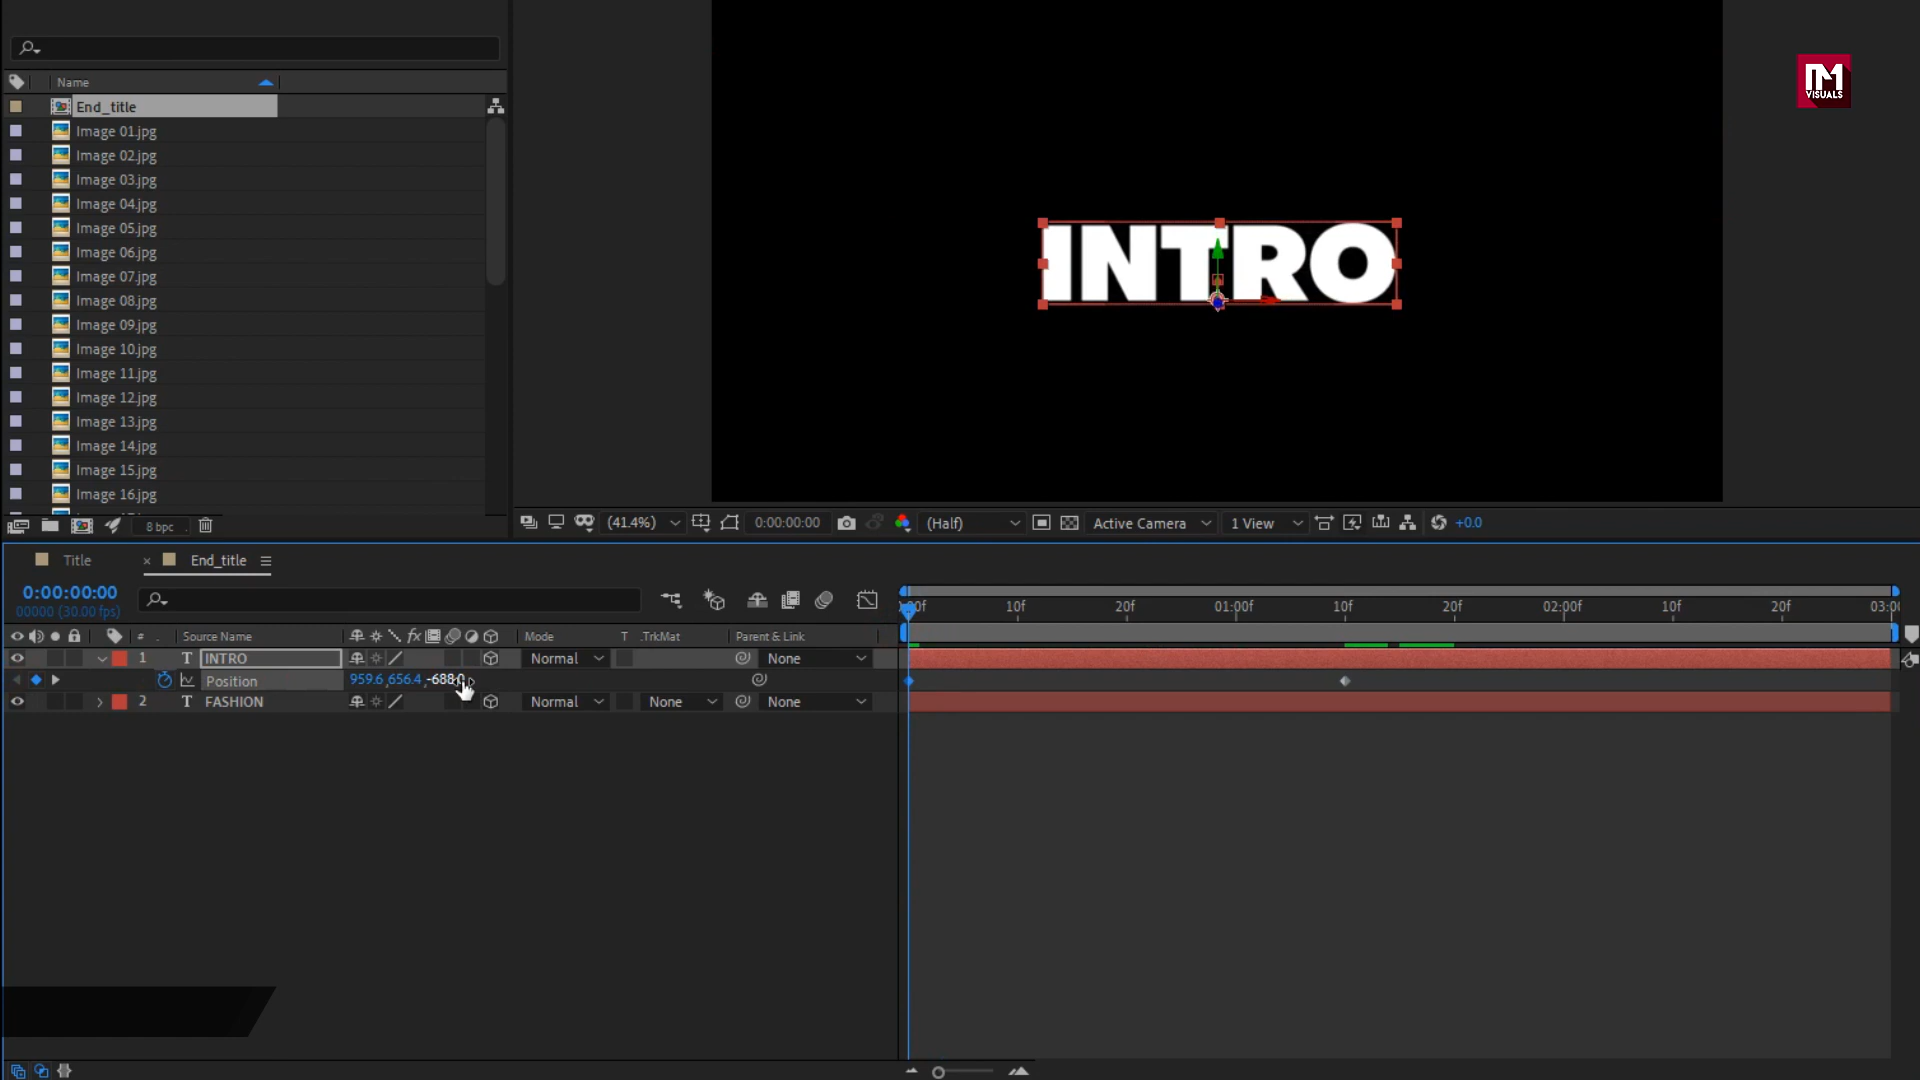 Name
End_title
Image 01.jpg
Image 02.jpg
Image 03.jpg
Image 04.jpg
Image 05.jpg
Image 06.jpg
Image 07.jpg
Image 08.jpg
Image 09.jpg
Image 10.jpg
Image 11.jpg
Image 12.jpg
Image 13.jpg
Image 14.jpg
Image 15.jpg
Image 16.jpg
8 bpc
INTRO
VISUALS
(41.4%) 0:00:00:00 (Half) Active Camera 1 View +0.0
Title × End_title
0:00:00:00
00000 (30.00 fps)
:00f 10f 20f 01:00f 10f 20f 02:00f 10f 20f 03:00
# . Source Name fx Mode T .TrkMat Parent & Link
1 T INTRO Normal None
Position 959.6,656.4,-688.0
2 T FASHION Normal None None